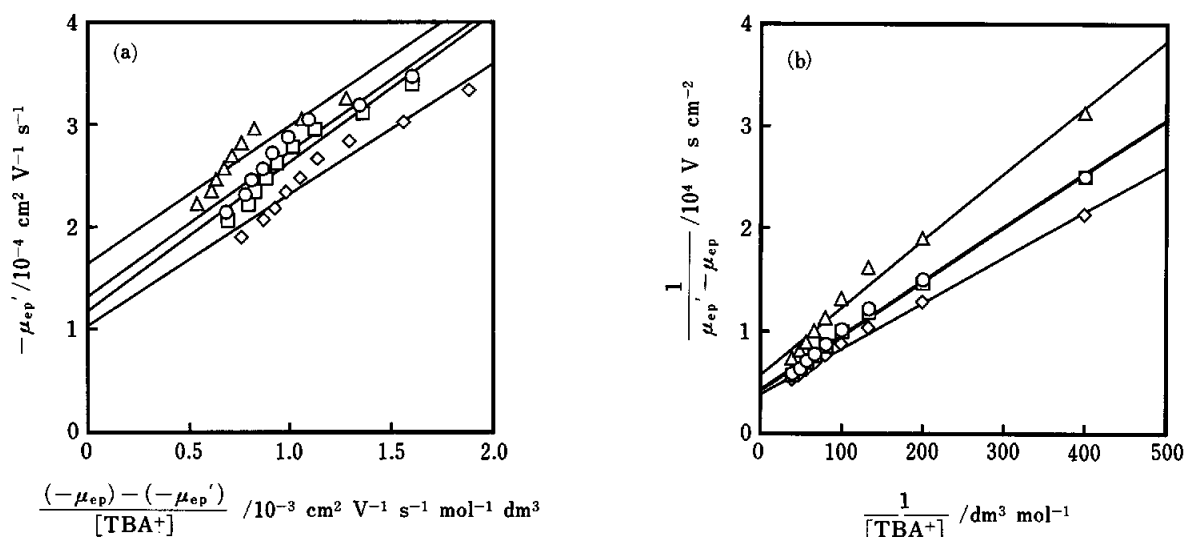 (a)
4
3
2
1
0
0
0.5
1.0
1.5
2.0
−μep′/10⁻⁴ cm² V⁻¹ s⁻¹
(−μep)−(−μep′)
[TBA⁺]
/10⁻³ cm² V⁻¹ s⁻¹ mol⁻¹ dm³
(b)
4
3
2
1
0
0
100
200
300
400
500
1
μep′−μep
/10⁴ V s cm⁻²
1
[TBA⁺]
/dm³ mol⁻¹